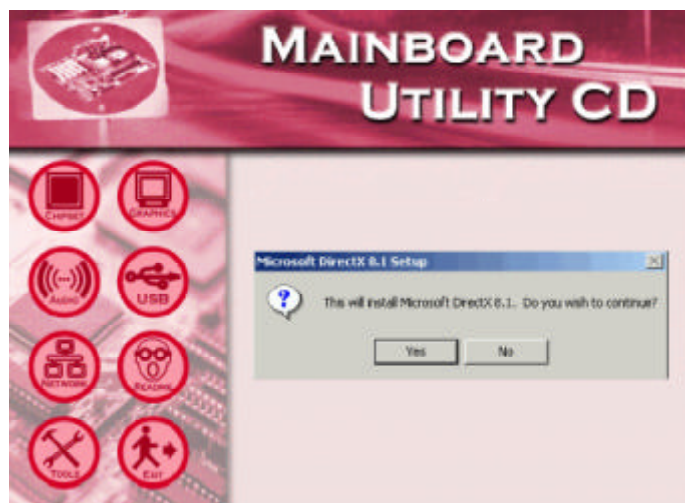 MAINBOARD
UTILITY CD
CHIPSET
GRAPHICS
AUDIO
USB
NETWORK
README
TOOLS
EXIT
Microsoft DirectX 8.1 Setup
This will install Microsoft DirectX 8.1. Do you wish to continue?
Yes
No